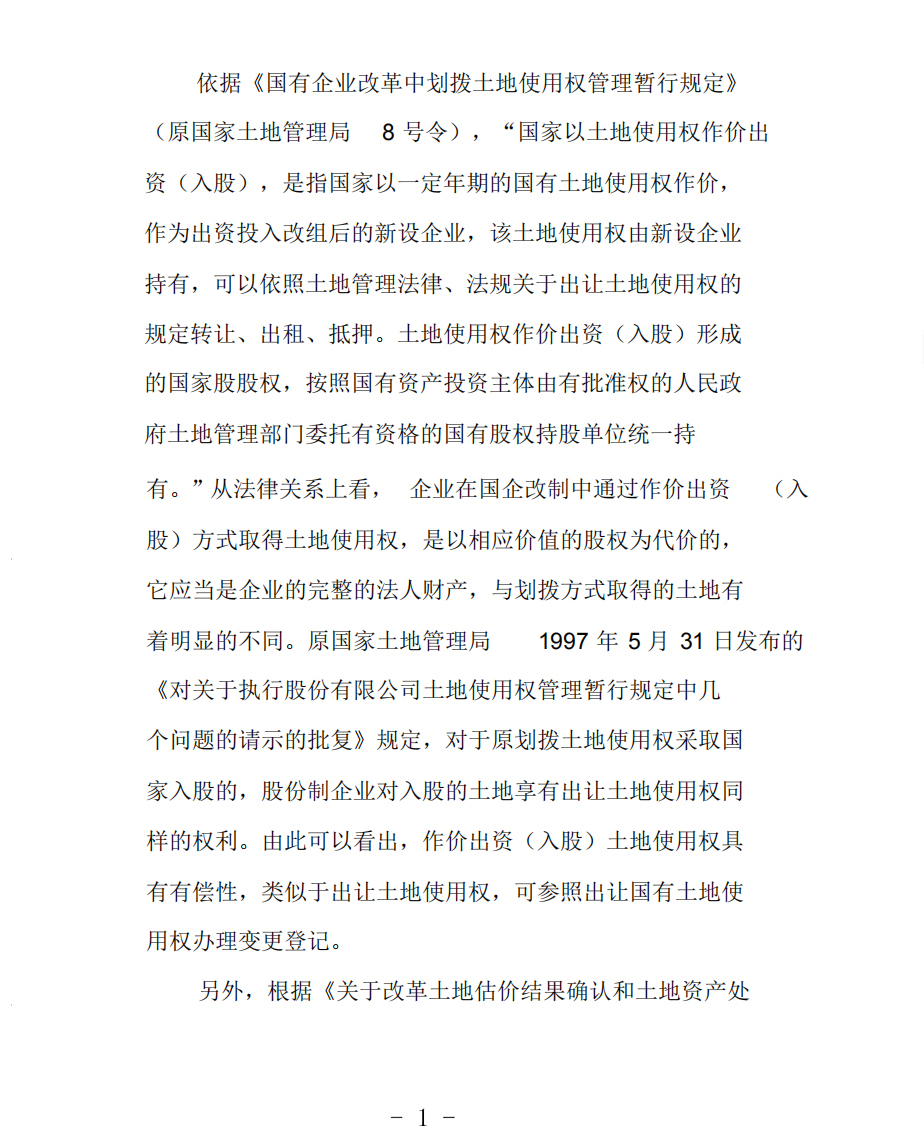 依据《国有企业改革中划拨土地使用权管理暂行规定》
（原国家土地管理局 8 号令），“国家以土地使用权作价出
资（入股），是指国家以一定年期的国有土地使用权作价，
作为出资投入改组后的新设企业，该土地使用权由新设企业
持有，可以依照土地管理法律、法规关于出让土地使用权的
规定转让、出租、抵押。土地使用权作价出资（入股）形成
的国家股股权，按照国有资产投资主体由有批准权的人民政
府土地管理部门委托有资格的国有股权持股单位统一持
有。”从法律关系上看， 企业在国企改制中通过作价出资 （入
股）方式取得土地使用权，是以相应价值的股权为代价的，
它应当是企业的完整的法人财产，与划拨方式取得的土地有
着明显的不同。原国家土地管理局 1997 年 5 月 31 日发布的
《对关于执行股份有限公司土地使用权管理暂行规定中几
个问题的请示的批复》规定，对于原划拨土地使用权采取国
家入股的，股份制企业对入股的土地享有出让土地使用权同
样的权利。由此可以看出，作价出资（入股）土地使用权具
有有偿性，类似于出让土地使用权，可参照出让国有土地使
用权办理变更登记。
另外，根据《关于改革土地估价结果确认和土地资产处
- 1 -